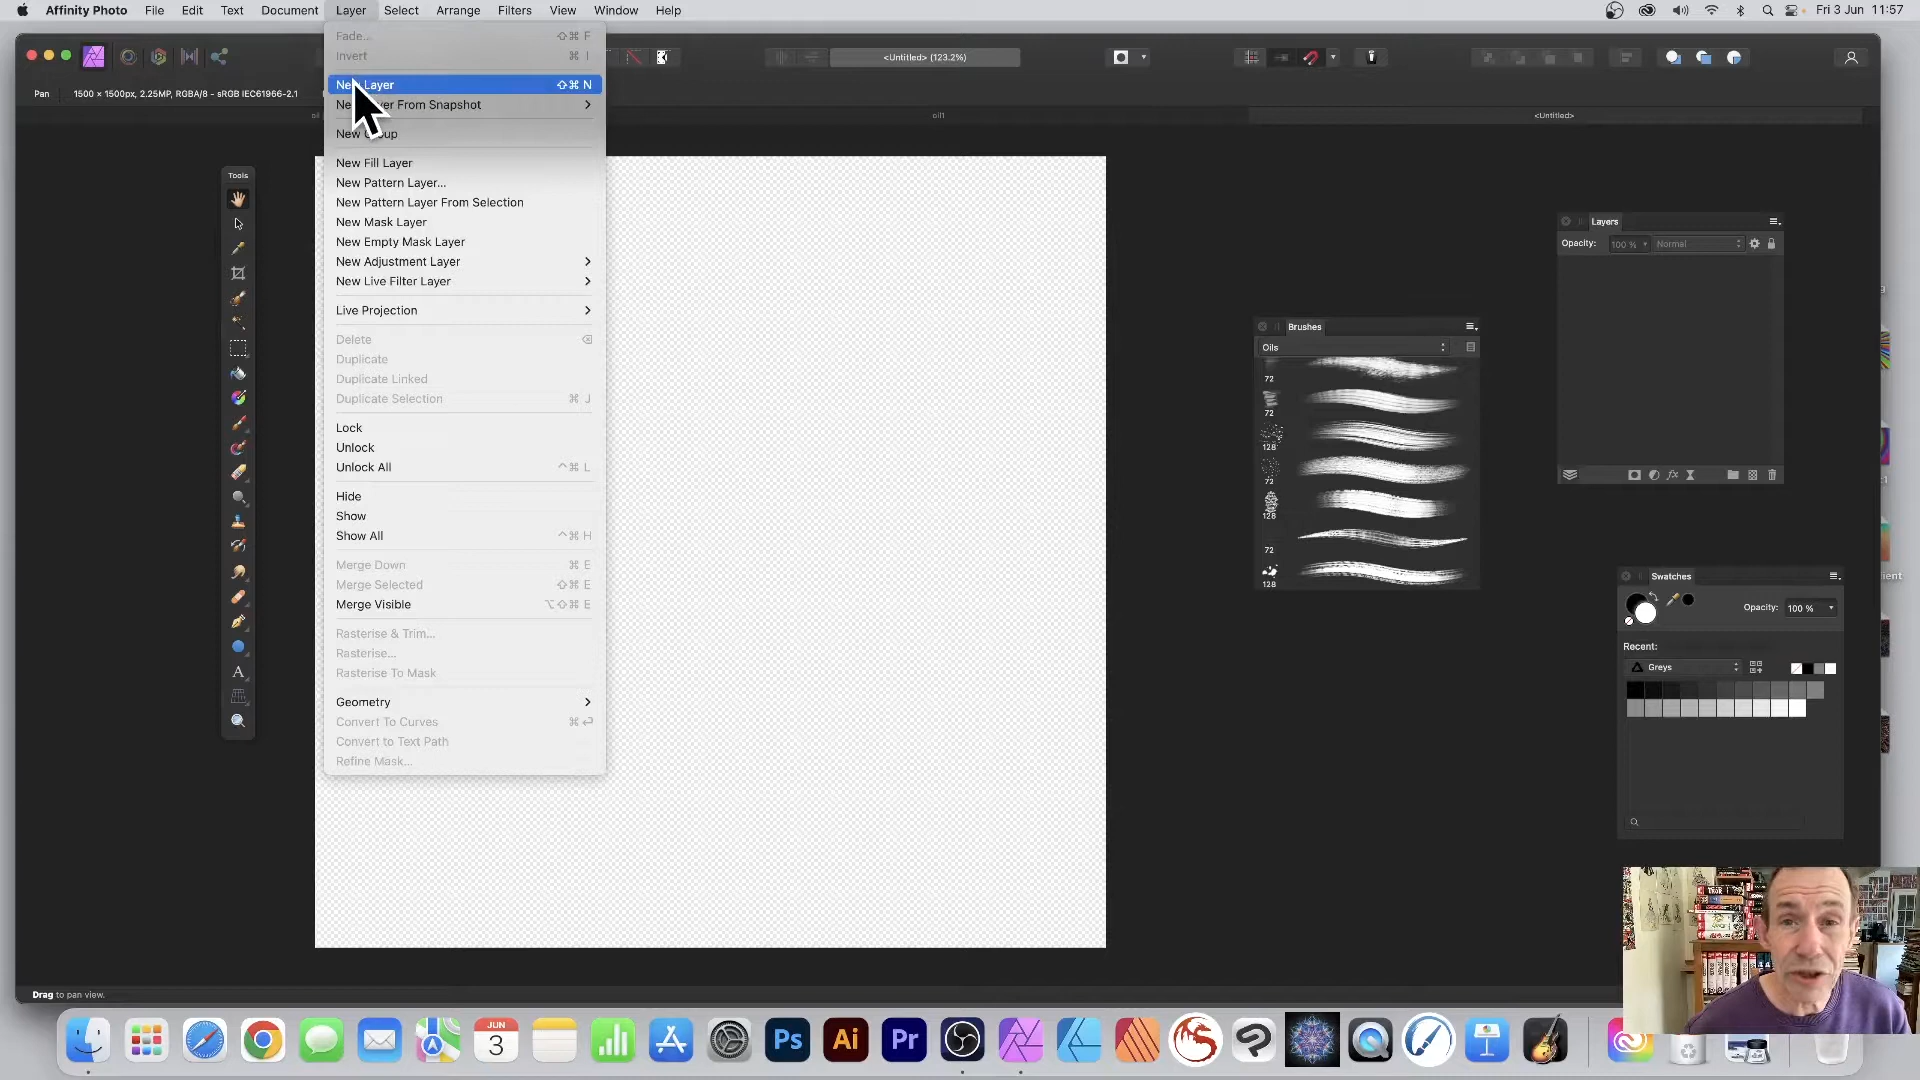 Affinity Photo File Edit Text Document Layer Select Arrange Filters View Window Help Fri 3 Jun 11:57
Fade... ⇧⌘ F
Invert ⌘ I
<Untitled> (123.2%)
Pan 1500 × 1500px, 2.25MP, RGBA/8 - sRGB IEC61966-2.1
oil1 <Untitled>
New Layer ⇧⌘ N
New Layer From Snapshot
New Group
New Fill Layer
New Pattern Layer...
New Pattern Layer From Selection
New Mask Layer
New Empty Mask Layer
New Adjustment Layer
New Live Filter Layer
Live Projection
Delete
Duplicate
Duplicate Linked
Duplicate Selection ⌘ J
Lock
Unlock
Unlock All ^⌘ L
Hide
Show
Show All ^⌘ H
Merge Down ⌘ E
Merge Selected ⇧⌘ E
Merge Visible ⌥⇧⌘ E
Rasterise & Trim...
Rasterise...
Rasterise To Mask
Geometry
Convert To Curves ⌘⏎
Convert to Text Path
Refine Mask...
Tools
A
Brushes
Oils
72
72
128
72
128
72
128
Layers
Opacity: 100 % Normal
fx
Swatches
Opacity: 100 %
Recent:
Greys
Drag to pan view.
JUN
3
Ps
Ai
Pr